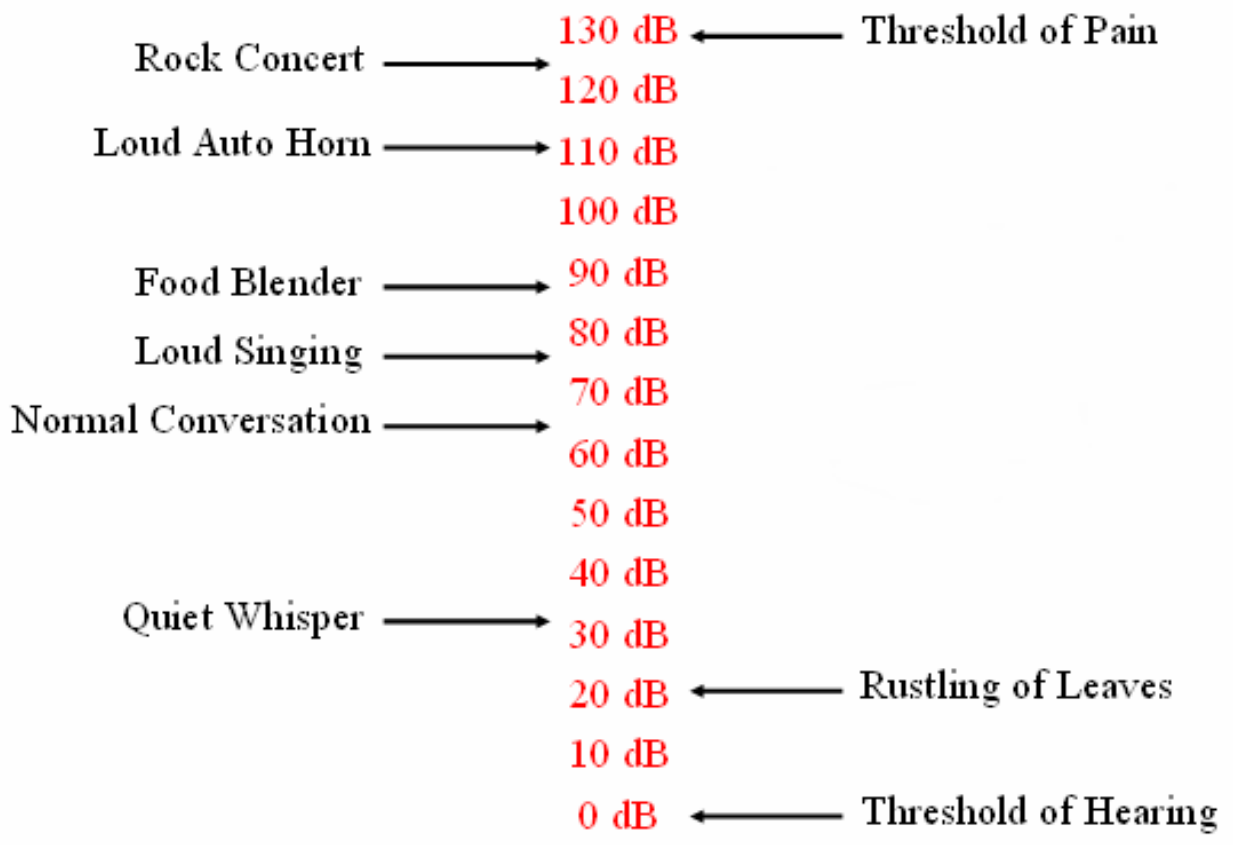 130 dB Threshold of Pain
Rock Concert
120 dB
Loud Auto Horn 110 dB
100 dB
Food Blender 90 dB
80 dB
Loud Singing
70 dB
Normal Conversation
60 dB
50 dB
40 dB
Quiet Whisper 30 dB
20 dB Rustling of Leaves
10 dB
0 dB Threshold of Hearing